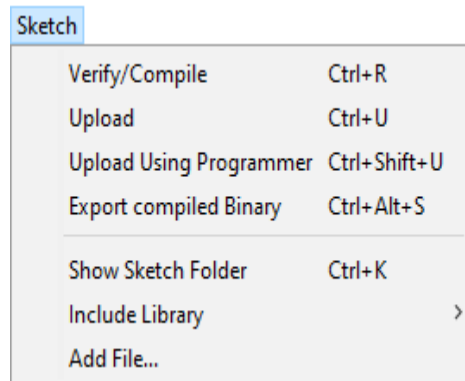 Sketch
Verify/Compile Ctrl+R
Upload Ctrl+U
Upload Using Programmer Ctrl+Shift+U
Export compiled Binary Ctrl+Alt+S
Show Sketch Folder Ctrl+K
Include Library
Add File...